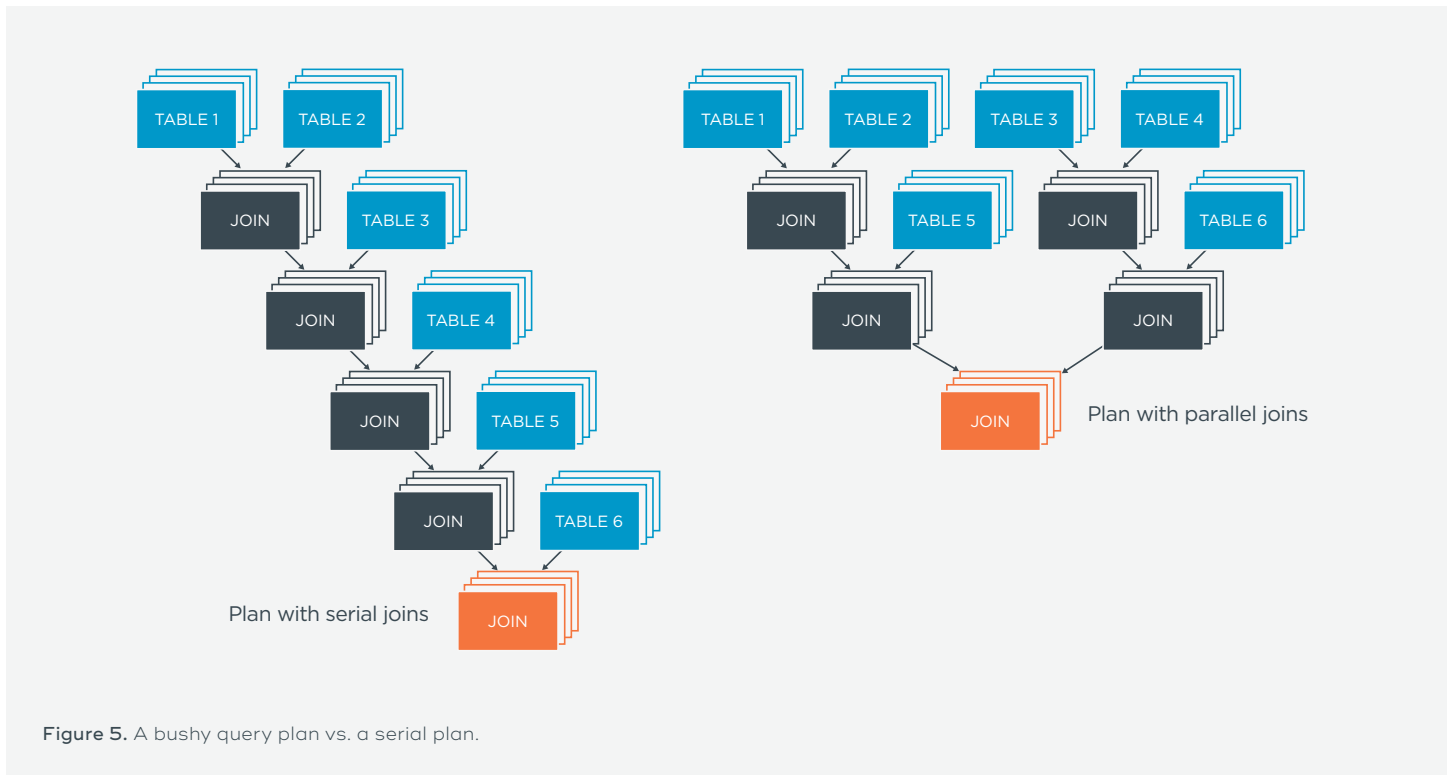 TABLE 1
TABLE 2
JOIN
TABLE 3
JOIN
TABLE 4
JOIN
TABLE 5
JOIN
TABLE 6
JOIN
Plan with serial joins
TABLE 1
TABLE 2
TABLE 3
TABLE 4
JOIN
TABLE 5
JOIN
TABLE 6
JOIN
JOIN
JOIN
Plan with parallel joins
Figure 5. A bushy query plan vs. a serial plan.